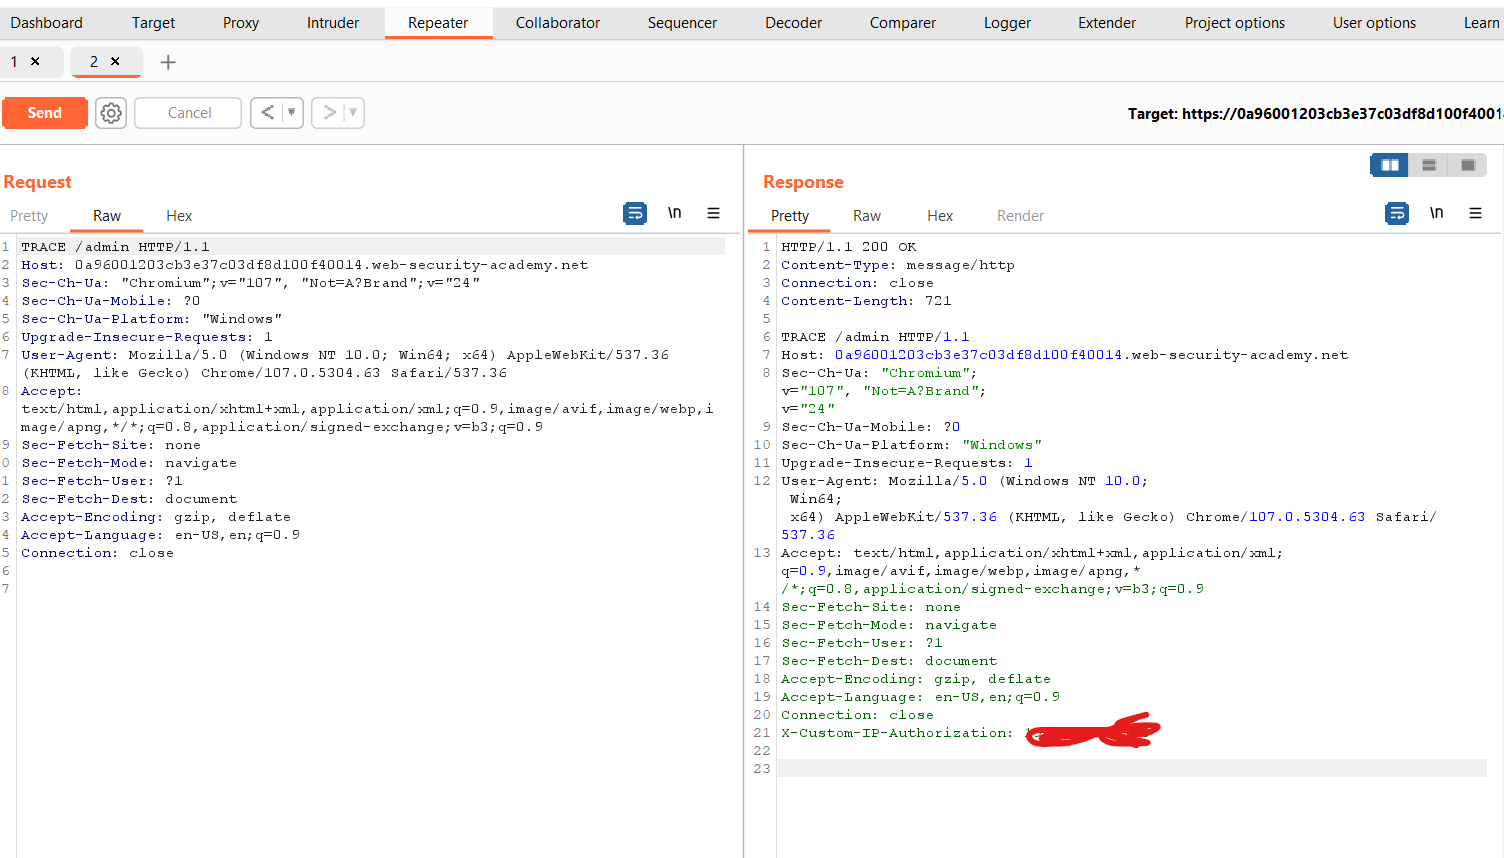 Dashboard Target Proxy Intruder Repeater Collaborator Sequencer Decoder Comparer Logger Extender Project options User options Learn
1 × 2 × +
Send Cancel < ▼ > ▼ Target: https://0a96001203cb3e37c03df8d100f4001
Request
Pretty Raw Hex \n ≡
1 TRACE /admin HTTP/1.1
2 Host: 0a96001203cb3e37c03df8d100f40014.web-security-academy.net
3 Sec-Ch-Ua: "Chromium";v="107", "Not=A?Brand";v="24"
4 Sec-Ch-Ua-Mobile: ?0
5 Sec-Ch-Ua-Platform: "Windows"
6 Upgrade-Insecure-Requests: 1
7 User-Agent: Mozilla/5.0 (Windows NT 10.0; Win64; x64) AppleWebKit/537.36
(KHTML, like Gecko) Chrome/107.0.5304.63 Safari/537.36
8 Accept:
text/html,application/xhtml+xml,application/xml;q=0.9,image/avif,image/webp,i
mage/apng,*/*;q=0.8,application/signed-exchange;v=b3;q=0.9
9 Sec-Fetch-Site: none
0 Sec-Fetch-Mode: navigate
1 Sec-Fetch-User: ?1
2 Sec-Fetch-Dest: document
3 Accept-Encoding: gzip, deflate
4 Accept-Language: en-US,en;q=0.9
5 Connection: close
6
7
Response
Pretty Raw Hex Render \n ≡
1 HTTP/1.1 200 OK
2 Content-Type: message/http
3 Connection: close
4 Content-Length: 721
5
6 TRACE /admin HTTP/1.1
7 Host: 0a96001203cb3e37c03df8d100f40014.web-security-academy.net
8 Sec-Ch-Ua: "Chromium";
v="107", "Not=A?Brand";
v="24"
9 Sec-Ch-Ua-Mobile: ?0
10 Sec-Ch-Ua-Platform: "Windows"
11 Upgrade-Insecure-Requests: 1
12 User-Agent: Mozilla/5.0 (Windows NT 10.0;
Win64;
x64) AppleWebKit/537.36 (KHTML, like Gecko) Chrome/107.0.5304.63 Safari/
537.36
13 Accept: text/html,application/xhtml+xml,application/xml;
q=0.9,image/avif,image/webp,image/apng,*
/*;q=0.8,application/signed-exchange;v=b3;q=0.9
14 Sec-Fetch-Site: none
15 Sec-Fetch-Mode: navigate
16 Sec-Fetch-User: ?1
17 Sec-Fetch-Dest: document
18 Accept-Encoding: gzip, deflate
19 Accept-Language: en-US,en;q=0.9
20 Connection: close
21 X-Custom-IP-Authorization:
22
23